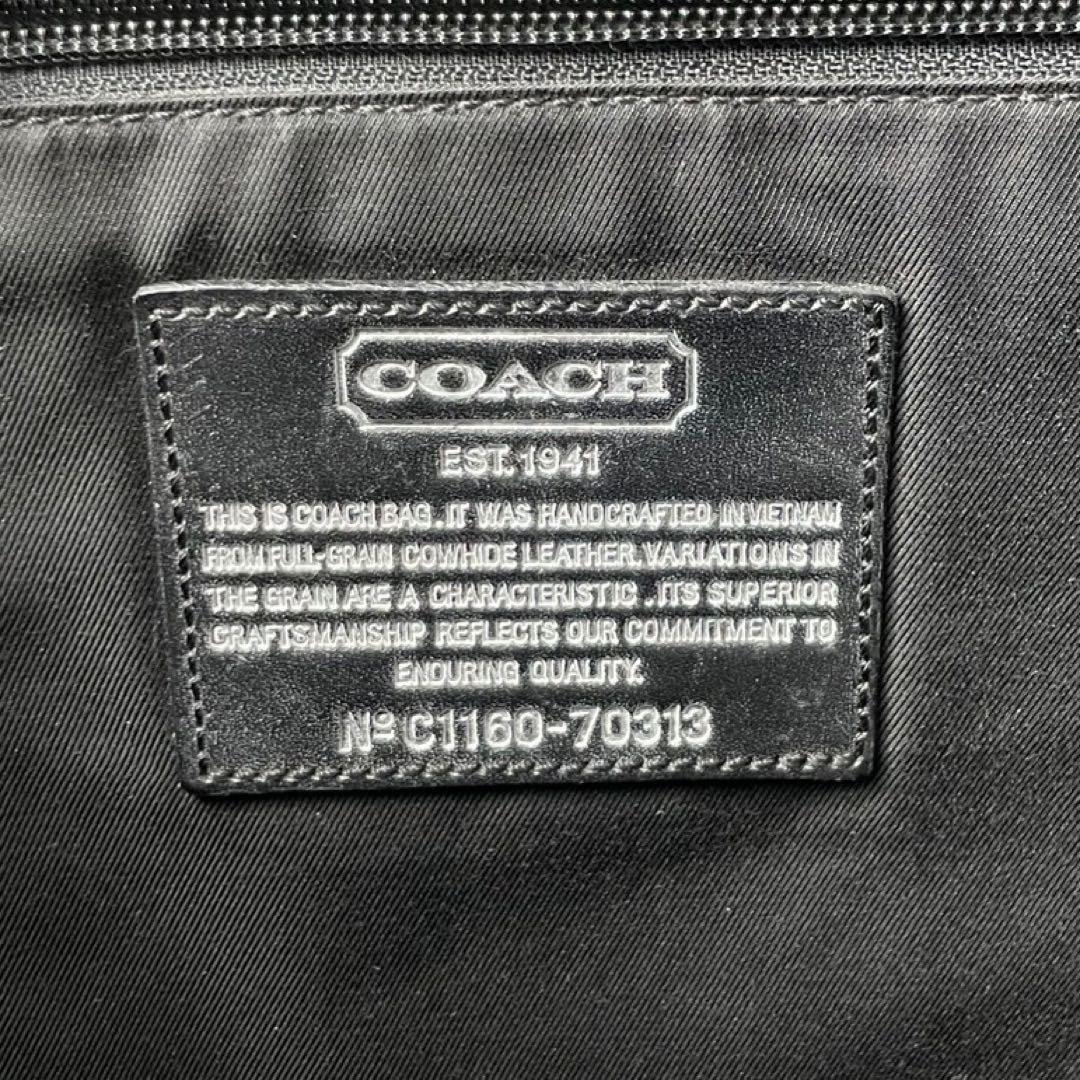 COACH
EST. 1941
THIS IS COACH BAG. IT WAS HANDCRAFTED IN VIETNAM
FROM FULL-GRAIN COWHIDE LEATHER. VARIATIONS IN
THE GRAIN ARE A CHARACTERISTIC .ITS SUPERIOR
CRAFTSMANSHIP REFLECTS OUR COMMITMENT TO
ENDURING QUALITY.
Nº C1160-70313